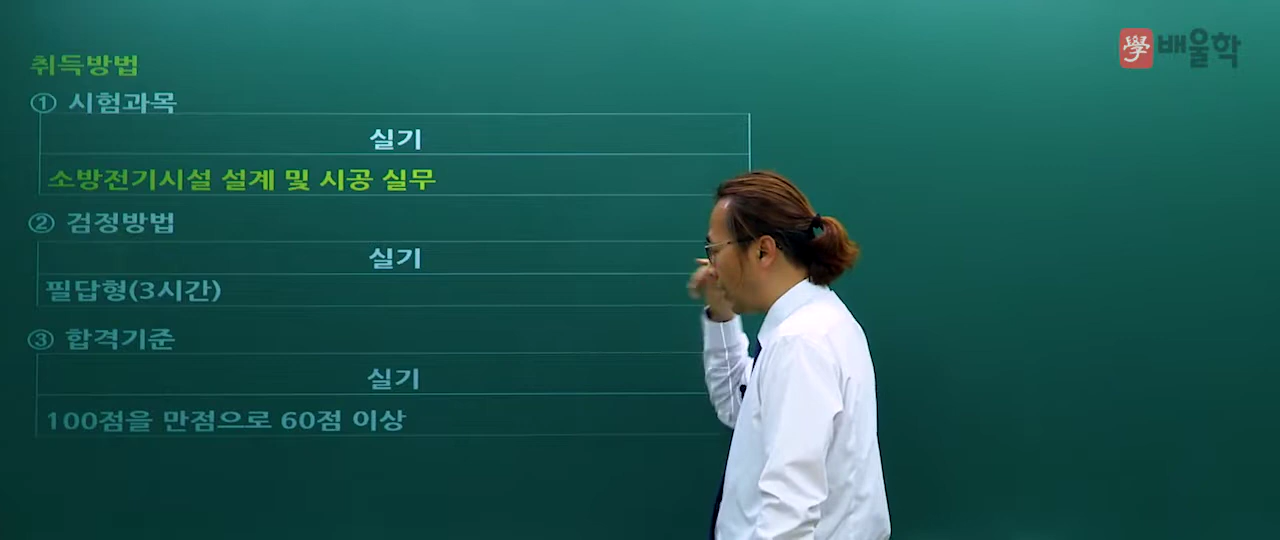 學 배울학
취득방법
① 시험과목
실기
소방전기시설 설계 및 시공 실무
② 검정방법
실기
필답형(3시간)
③ 합격기준
실기
100점을 만점으로 60점 이상